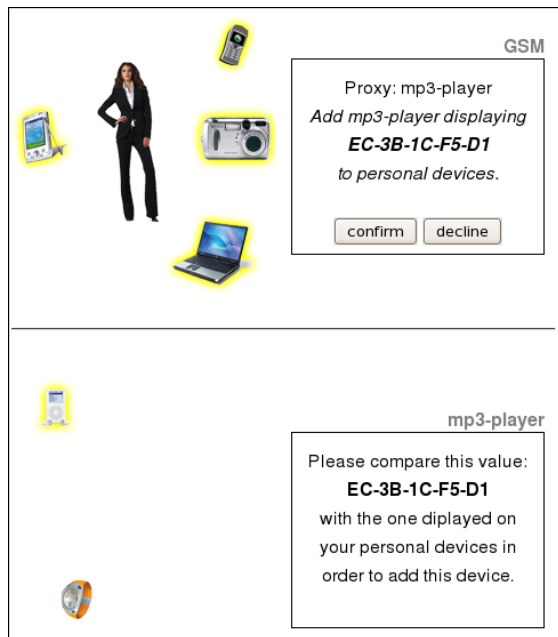 GSM
Proxy: mp3-player
Add mp3-player displaying
EC-3B-1C-F5-D1
to personal devices.
confirm decline
mp3-player
Please compare this value:
EC-3B-1C-F5-D1
with the one diplayed on
your personal devices in
order to add this device.